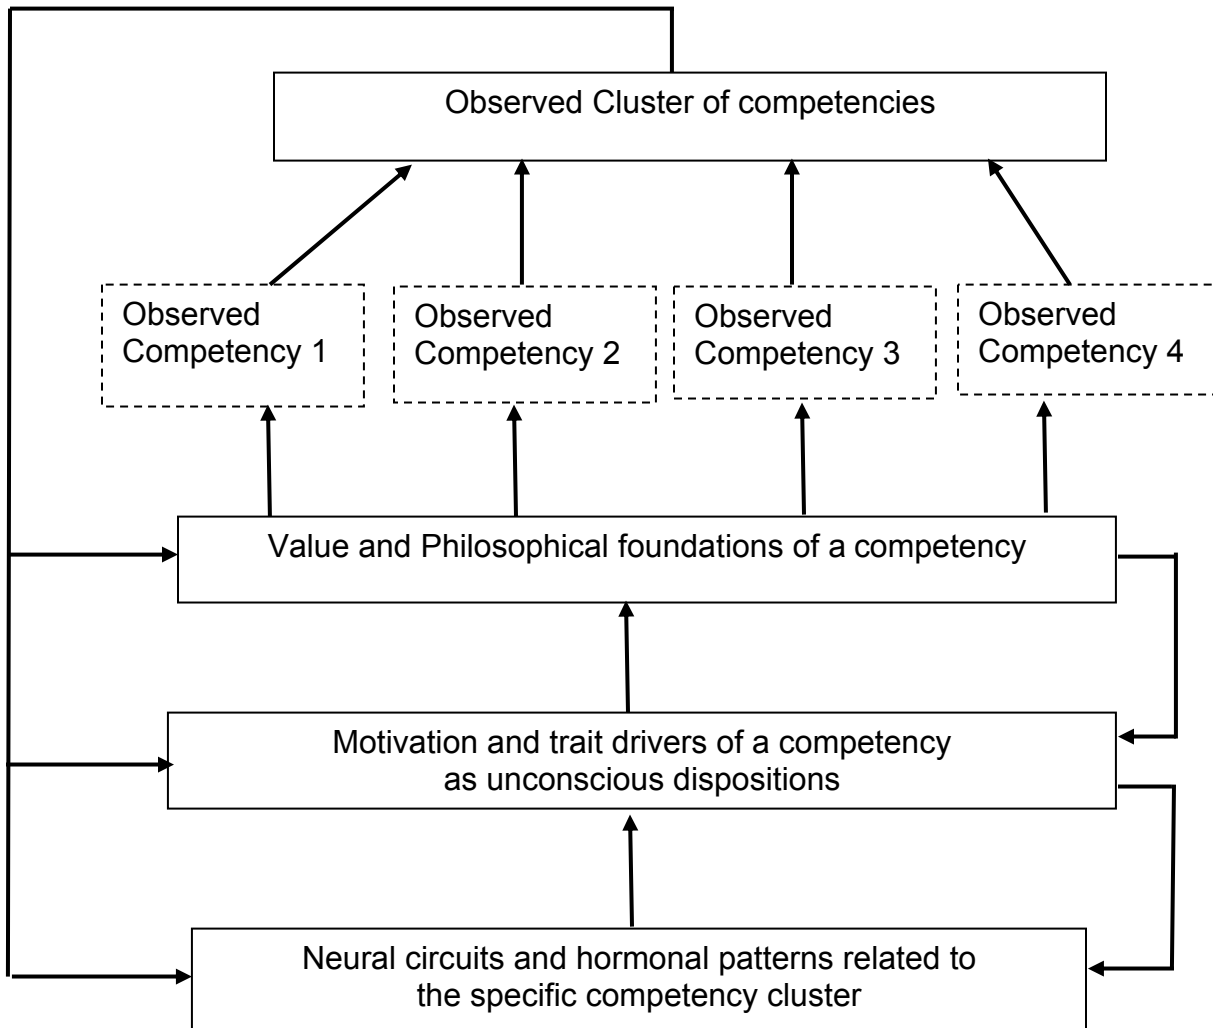 Observed Cluster of competencies
Observed
Competency 1
Observed
Competency 2
Observed
Competency 3
Observed
Competency 4
Value and Philosophical foundations of a competency
Motivation and trait drivers of a competency
as unconscious dispositions
Neural circuits and hormonal patterns related to
the specific competency cluster